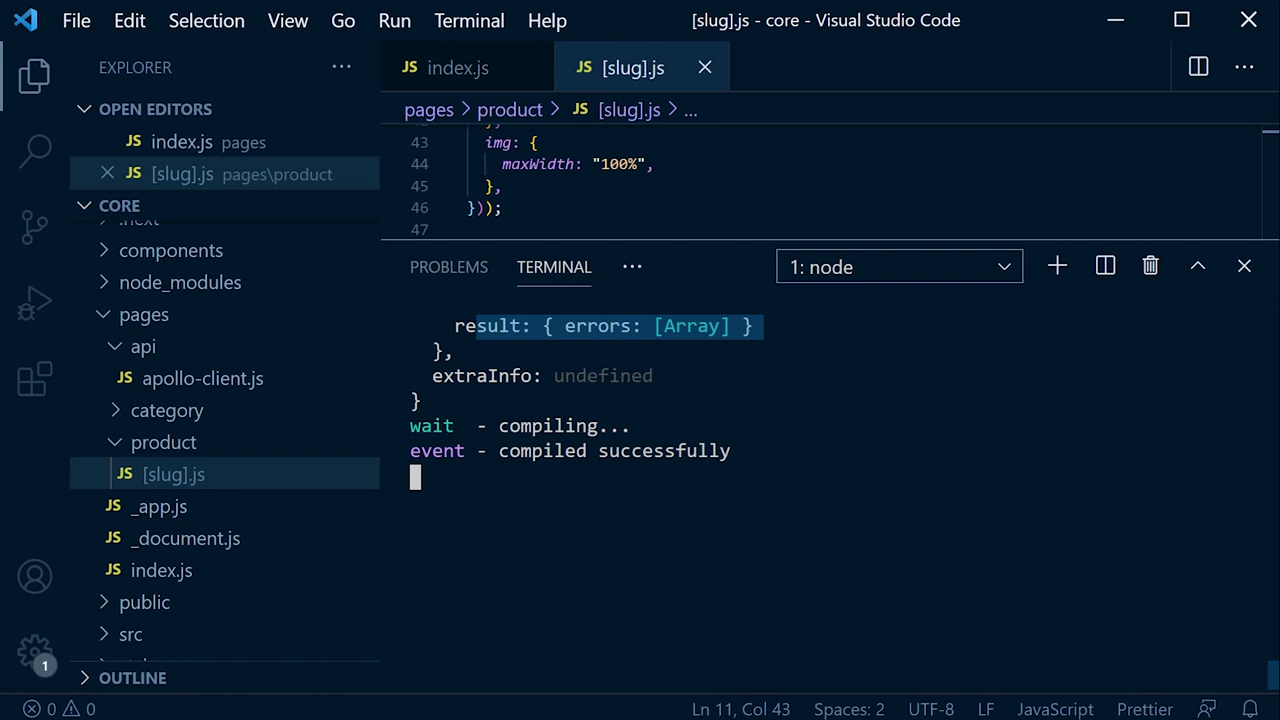 File Edit Selection View Go Run Terminal Help [slug].js - core - Visual Studio Code
EXPLORER
OPEN EDITORS
JS index.js pages
JS [slug].js pages\product
CORE
.next
components
node_modules
pages
api
JS apollo-client.js
category
product
JS [slug].js
JS _app.js
JS _document.js
JS index.js
public
src
OUTLINE
1
JS index.js JS [slug].js
pages > product > JS [slug].js > ...
43 img: {
44 maxWidth: "100%",
45 },
46 }));
47
PROBLEMS TERMINAL ... 1: node
result: { errors: [Array] }
},
extraInfo: undefined
}
wait - compiling...
event - compiled successfully
0 0 Ln 11, Col 43 Spaces: 2 UTF-8 LF JavaScript Prettier